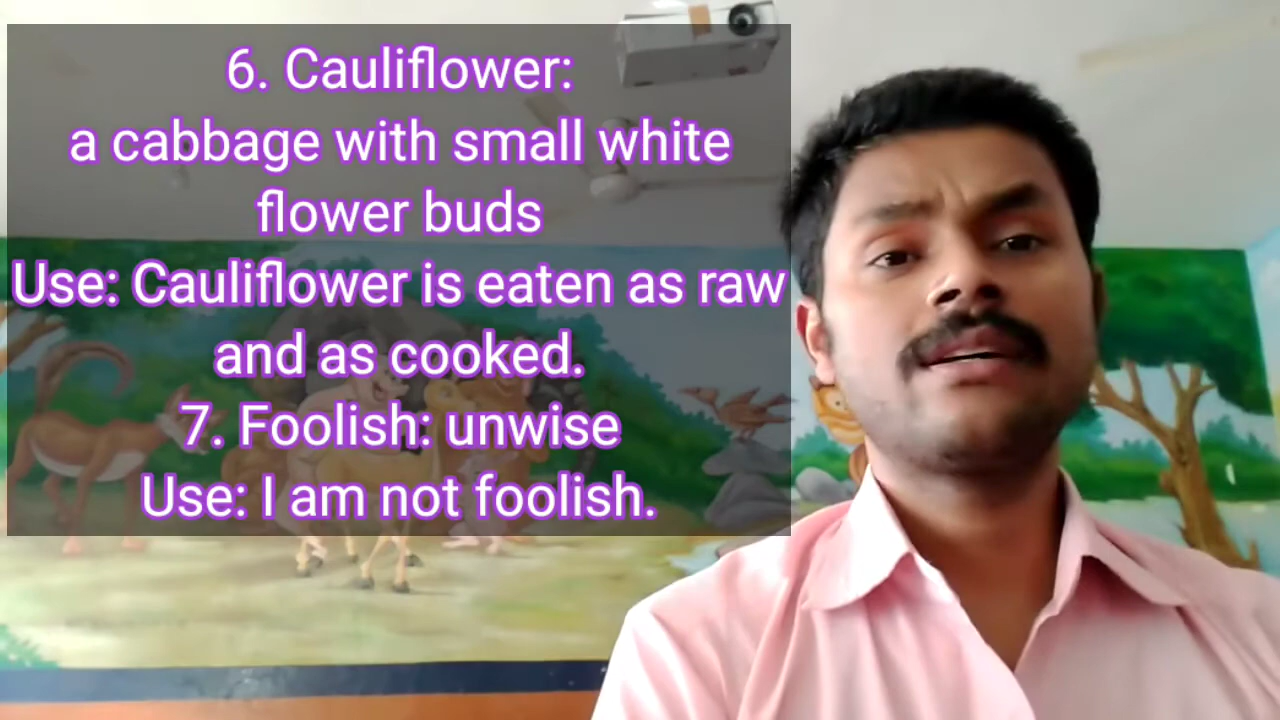 6. Cauliflower:
a cabbage with small white
flower buds
Use: Cauliflower is eaten as raw
and as cooked.
7. Foolish: unwise
Use: I am not foolish.